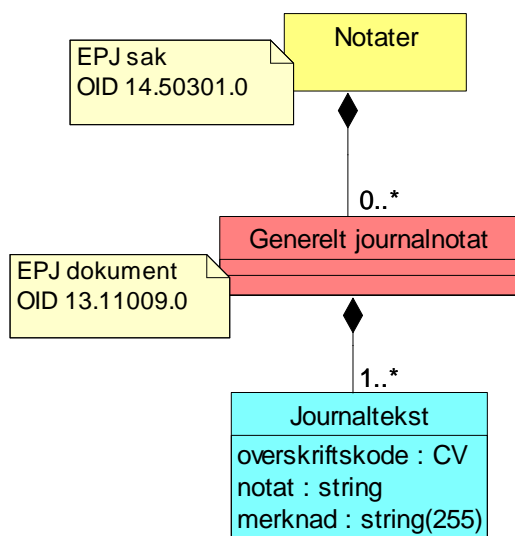 Notater
EPJ sak
OID 14.50301.0
0..*
Generelt journalnotat
EPJ dokument
OID 13.11009.0
1..*
Journaltekst
overskriftskode : CV
notat : string
merknad : string(255)